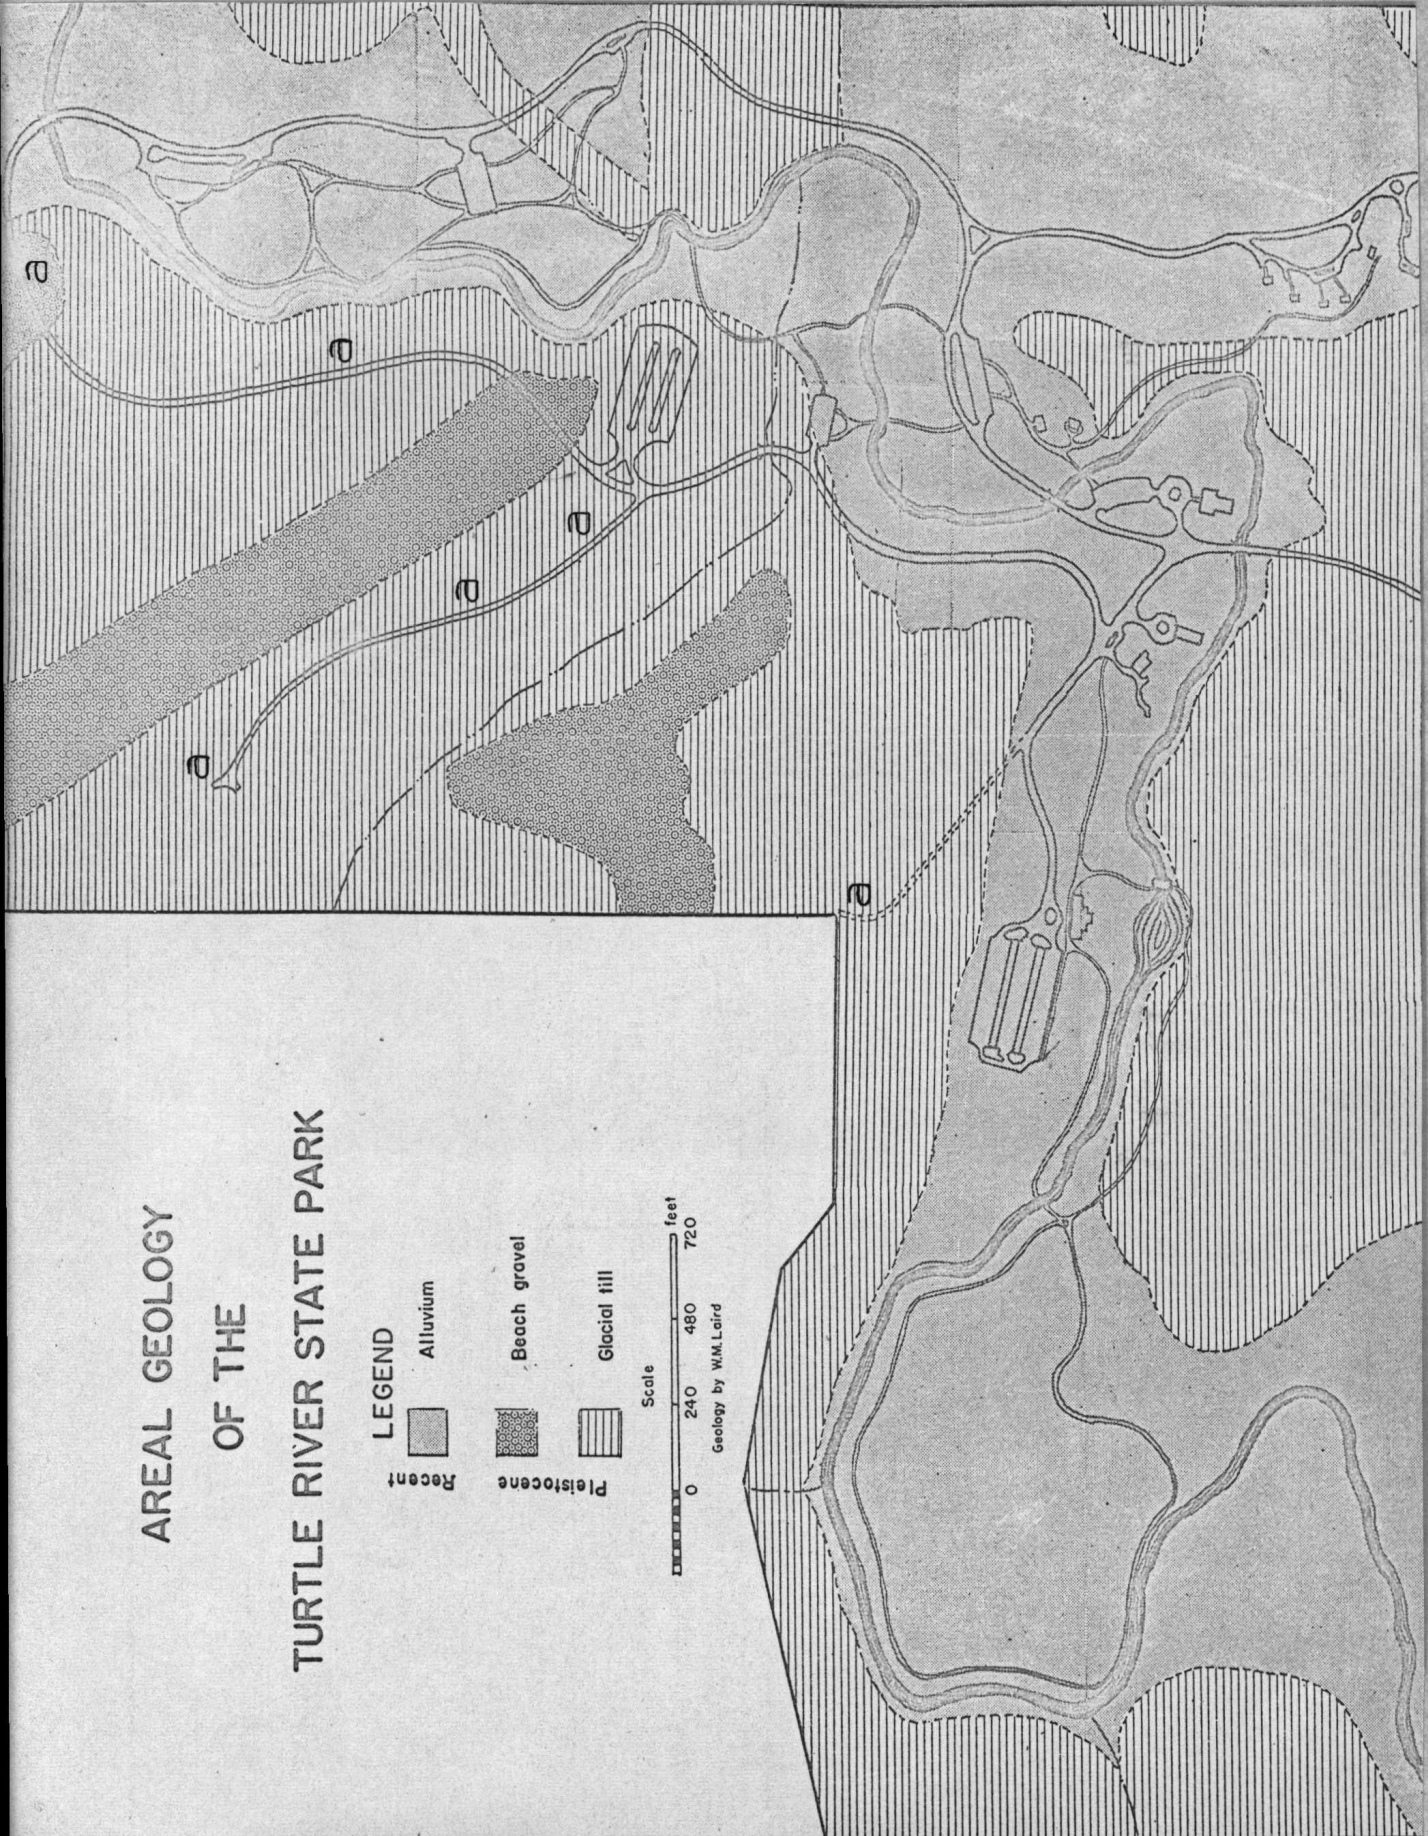 AREAL GEOLOGY
OF THE
TURTLE RIVER STATE PARK
LEGEND
Recent
Alluvium
Pleistocene
Beach gravel
Glacial till
Scale
0 240 480 720 feet
Geology by W.M. Laird
a
a
a
a
a
a